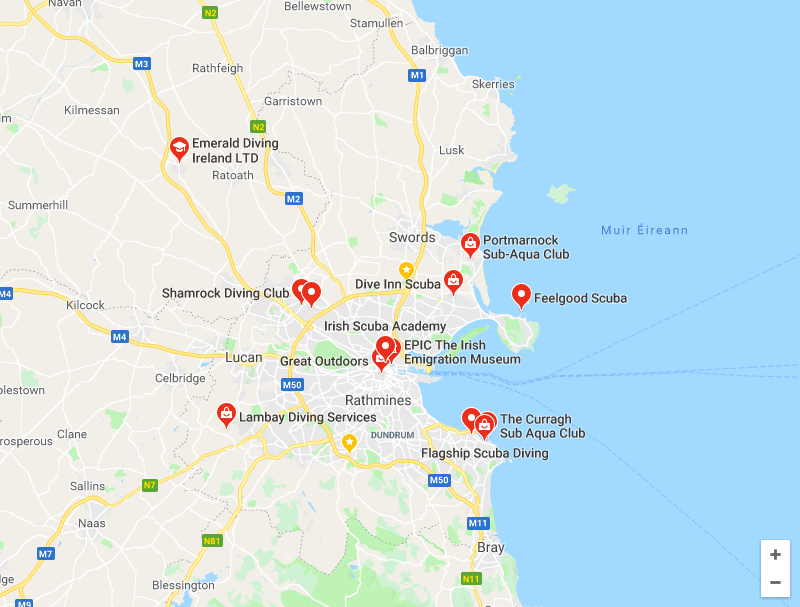 Navan
N2
Bellewstown
Stamullen
Balbriggan
M3
Rathfeigh
M1
Skerries
Garristown
Kilmessan
N2
Emerald Diving
Ireland LTD
Lusk
Ratoath
M2
Summerhill
Muir Éireann
Swords
Portmarnock
Sub-Aqua Club
Dive Inn Scuba
Shamrock Diving Club
M4
Feelgood Scuba
Kilcock
Irish Scuba Academy
M4
EPIC The Irish
Emigration Museum
Lucan
Great Outdoors
Celbridge
M50
Rathmines
Lambay Diving Services
The Curragh
Sub Aqua Club
Clane
DUNDRUM
Flagship Scuba Diving
M50
Sallins
N7
Naas
M11
N81
Bray
M7
N11
Blessington
M9
+
−